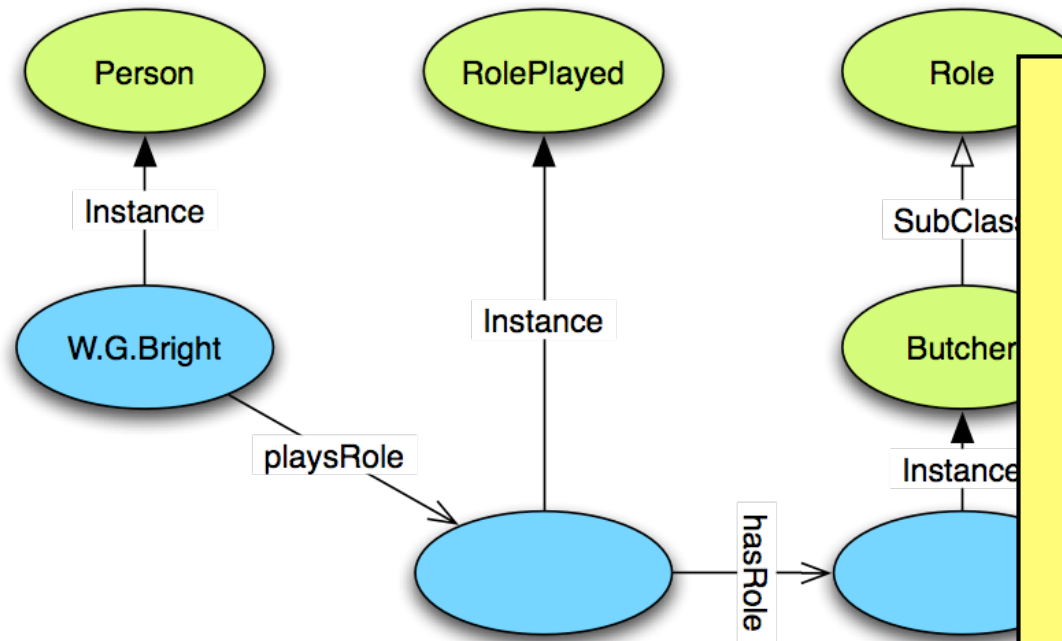 Person
RolePlayed
Role
Instance
SubClass
Instance
W.G.Bright
Butcher
playsRole
Instance
hasRole